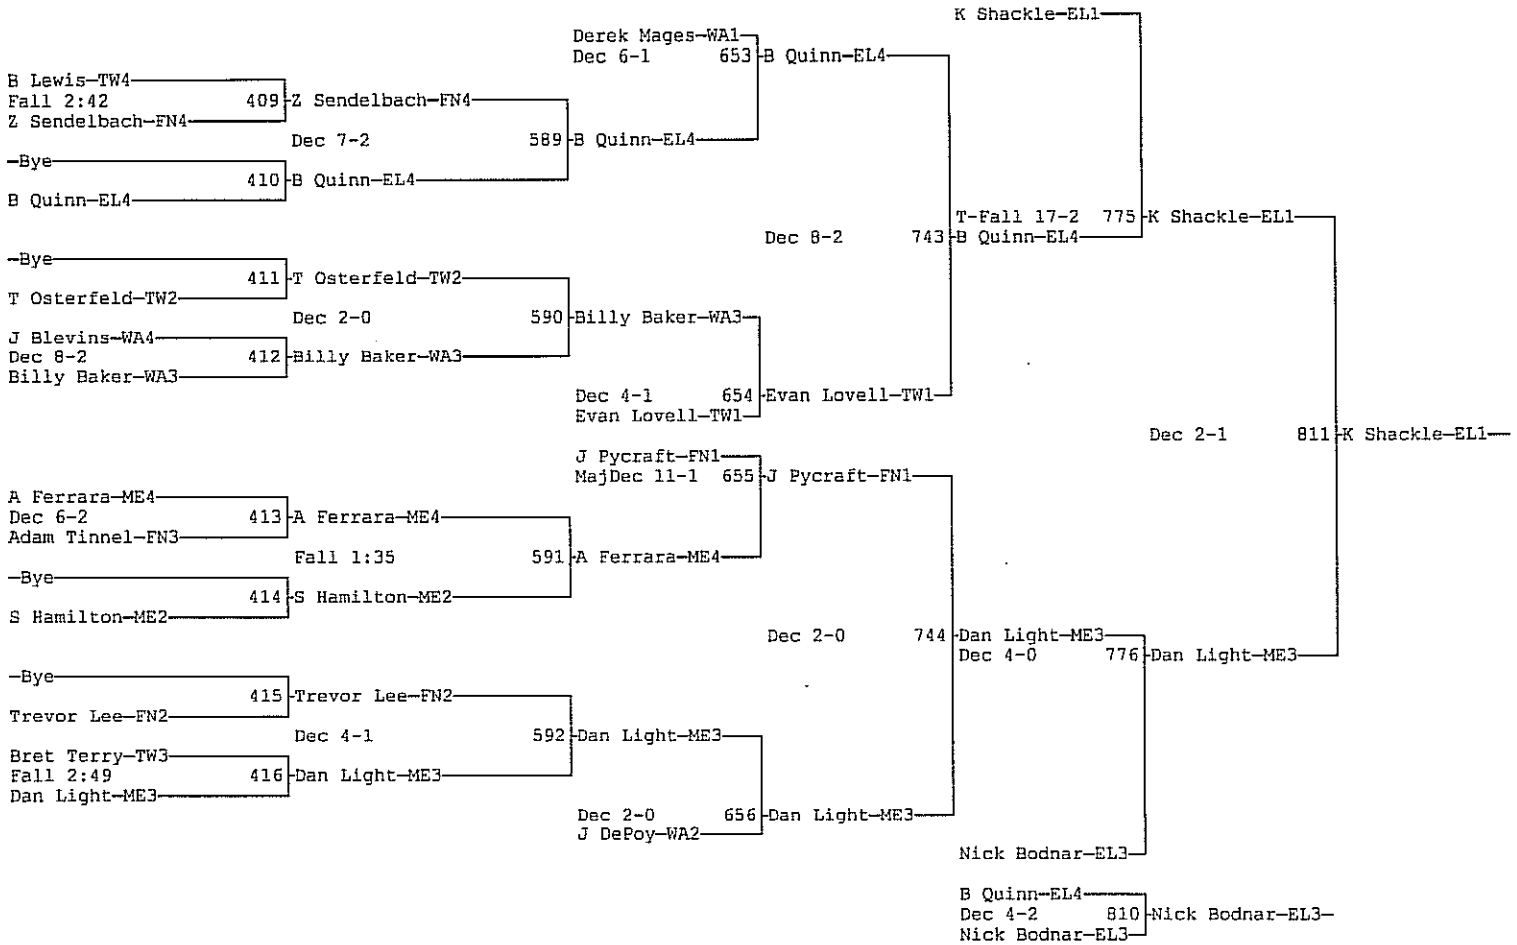 K Shackle-EL1
Derek Mages-WA1
Dec 6-1 653 B Quinn-EL4
B Lewis-TW4
Fall 2:42 409 Z Sendelbach-FN4
Z Sendelbach-FN4
Dec 7-2 589 B Quinn-EL4
-Bye
410 B Quinn-EL4
B Quinn-EL4
T-Fall 17-2 775 K Shackle-EL1
Dec 8-2 743 B Quinn-EL4
-Bye
411 T Osterfeld-TW2
T Osterfeld-TW2
Dec 2-0 590 Billy Baker-WA3
J Blevins-WA4
Dec 8-2 412 Billy Baker-WA3
Billy Baker-WA3
Dec 4-1 654 Evan Lovell-TW1
Evan Lovell-TW1
Dec 2-1 811 K Shackle-EL1
J Pycraft-FN1
MajDec 11-1 655 J Pycraft-FN1
A Ferrara-ME4
Dec 6-2 413 A Ferrara-ME4
Adam Tinnel-FN3
Fall 1:35 591 A Ferrara-ME4
-Bye
414 S Hamilton-ME2
S Hamilton-ME2
Dec 2-0 744 Dan Light-ME3
Dec 4-0 776 Dan Light-ME3
-Bye
415 Trevor Lee-FN2
Trevor Lee-FN2
Dec 4-1 592 Dan Light-ME3
Bret Terry-TW3
Fall 2:49 416 Dan Light-ME3
Dan Light-ME3
Dec 2-0 656 Dan Light-ME3
J DePoy-WA2
Nick Bodnar-EL3
B Quinn-EL4
Dec 4-2 810 Nick Bodnar-EL3
Nick Bodnar-EL3